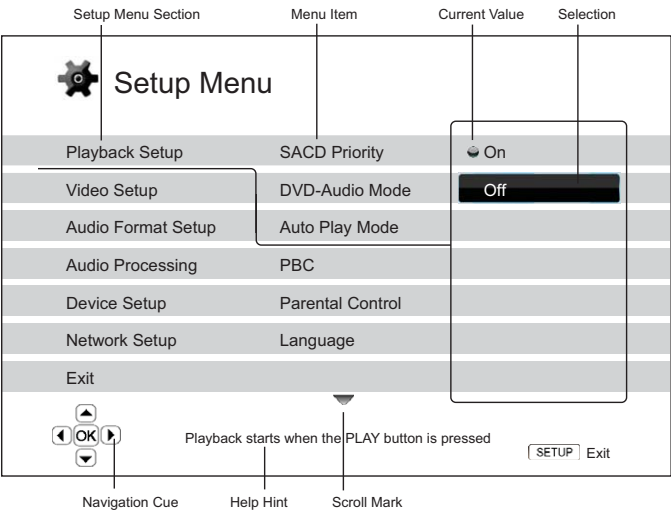 Setup Menu Section Menu Item Current Value Selection
Setup Menu
Playback Setup SACD Priority On
Video Setup DVD-Audio Mode Off
Audio Format Setup Auto Play Mode
Audio Processing PBC
Device Setup Parental Control
Network Setup Language
Exit
OK Playback starts when the PLAY button is pressed SETUP Exit
Navigation Cue Help Hint Scroll Mark